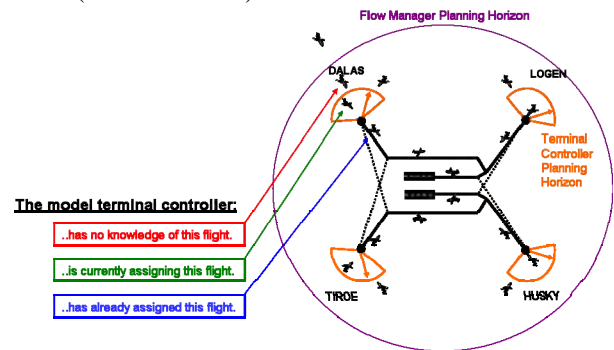 Flow Manager Planning Horizon
DALAS
LOGEN
Terminal
Controller
Planning
Horizon
The model terminal controller:
..has no knowledge of this flight.
..is currently assigning this flight.
..has already assigned this flight.
TIROE
HUSKY